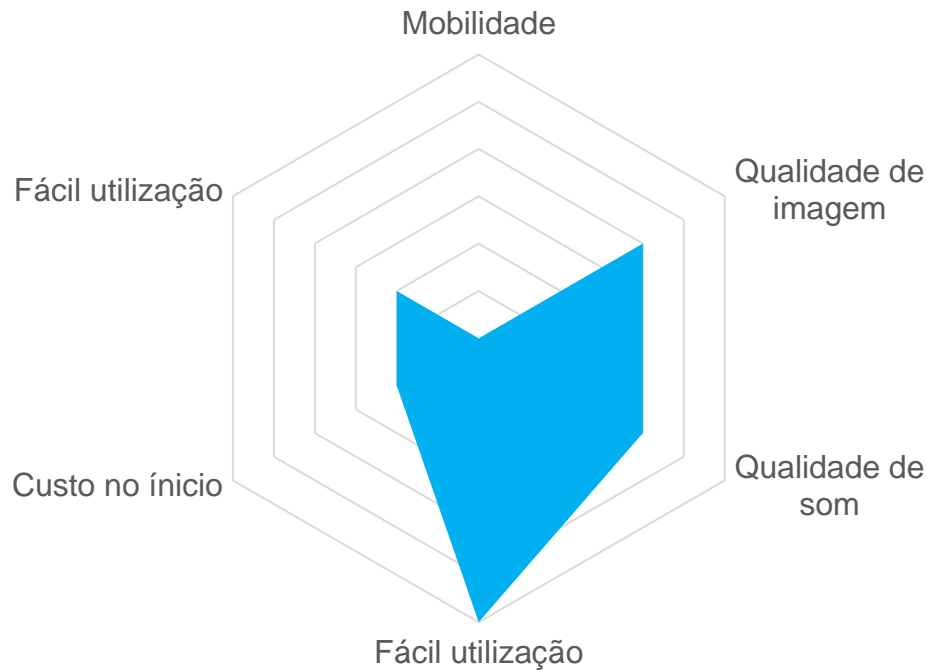 Mobilidade
Qualidade de
imagem
Fácil utilização
Qualidade de
som
Custo no ínicio
Fácil utilização